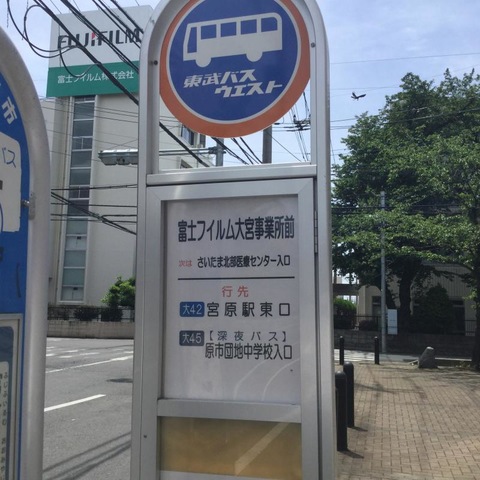 FUJIFILM
富士フイルム株式会社
東武バス
ウエスト
市
バス
富士フイルム大宮事業所前
次は さいたま北部医療センター入口
行先
大42 宮原駅東口
大45 【深夜バス】
原市団地中学校入口